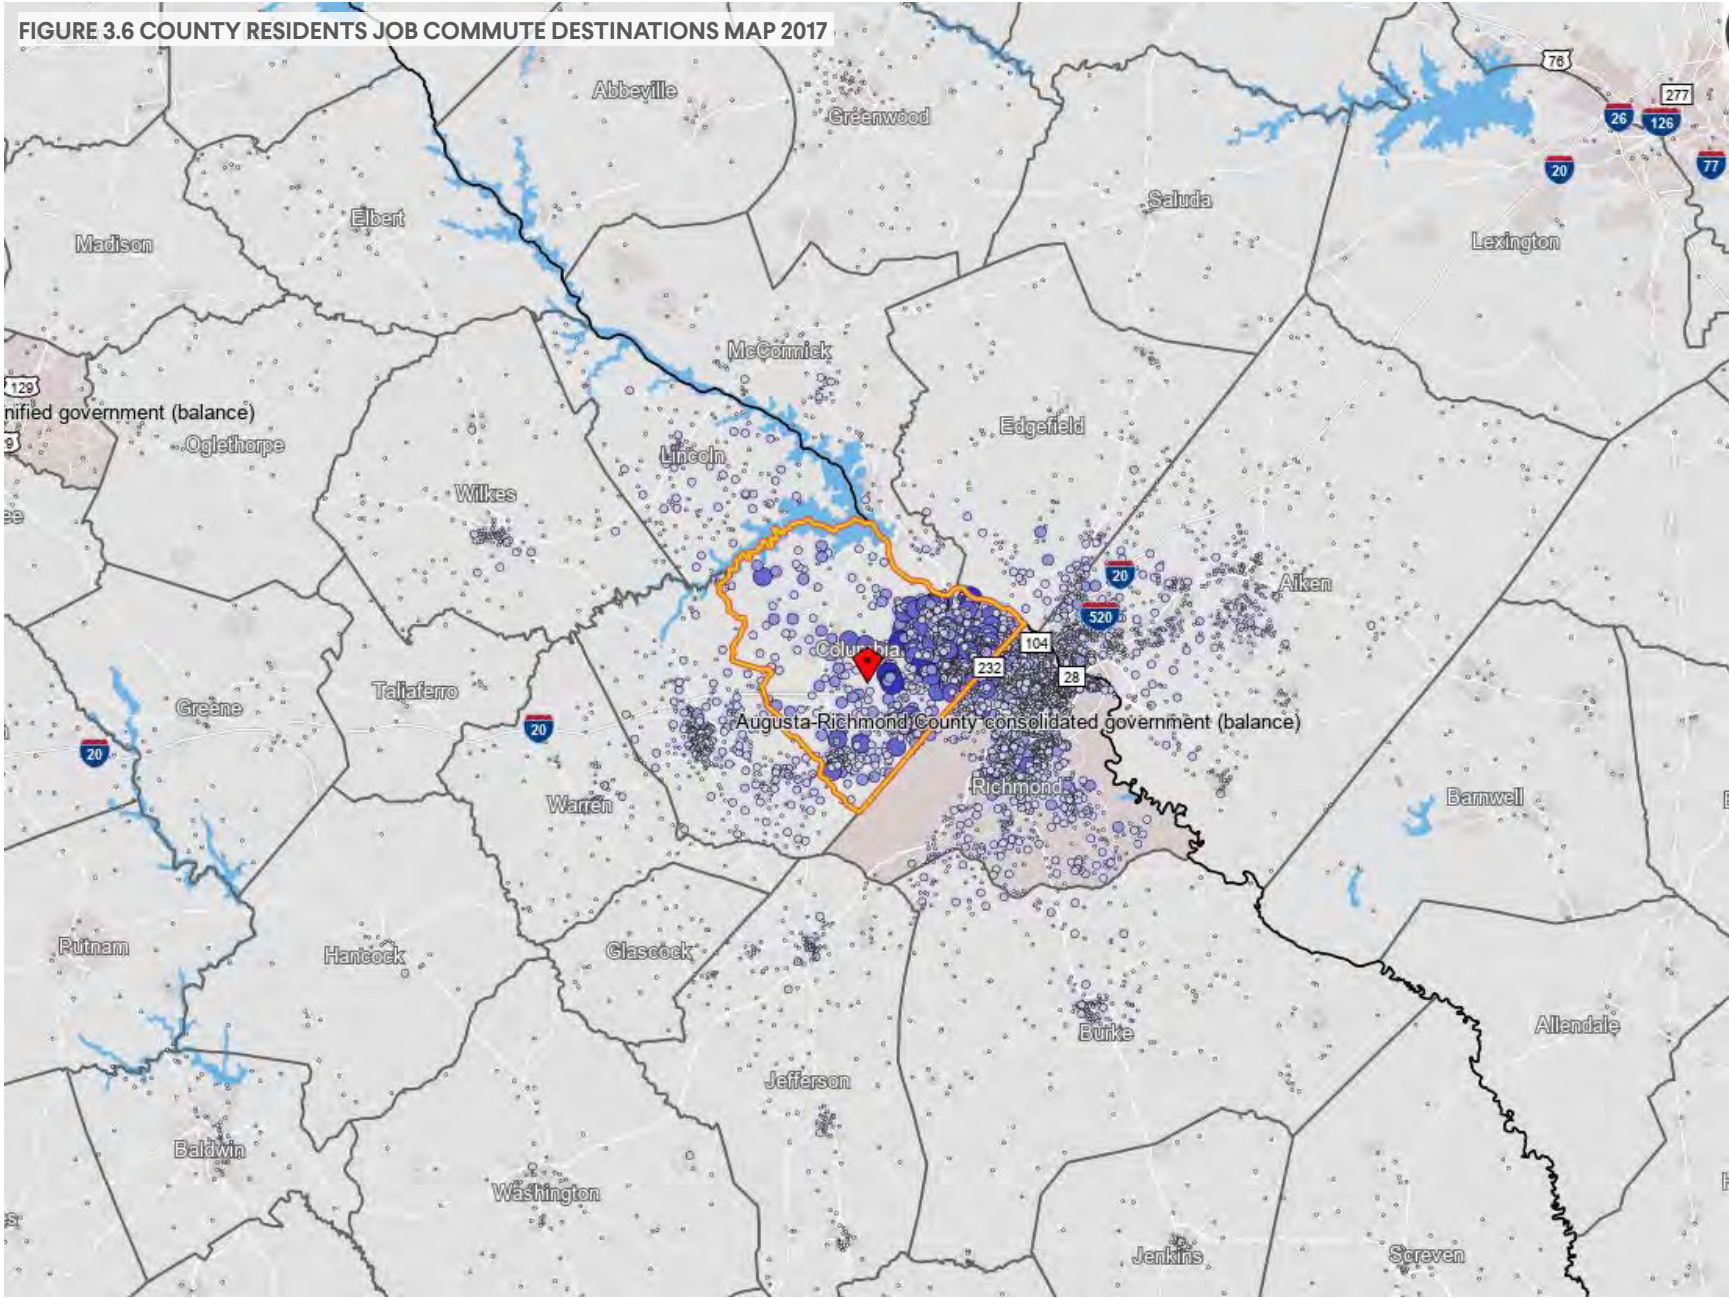 FIGURE 3.6 COUNTY RESIDENTS JOB COMMUTE DESTINATIONS MAP 2017
76
277
26
126
20
77
Abbeville
Greenwood
Saluda
Elbert
Madison
Lexington
McCormick
129
nified government (balance)
Oglethorpe
Edgefield
Lincoln
Wilkes
20
Aiken
520
104
Columbia
232
28
Taliaferro
Greene
Augusta-Richmond County consolidated government (balance)
20
20
Richmond
Warren
Barnwell
Putnam
Hancock
Glascock
Burke
Allendale
Jefferson
Baldwin
Washington
Jenkins
Screven